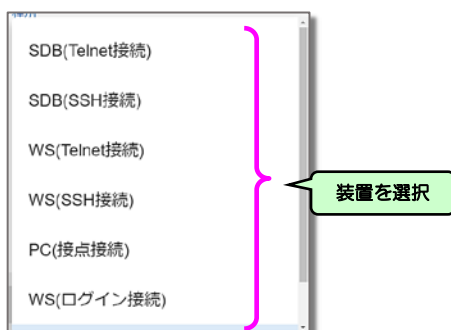 種別
SDB(Telnet接続)
SDB(SSH接続)
WS(Telnet接続)
WS(SSH接続)
PC(接点接続)
WS(ログイン接続)
装置を選択